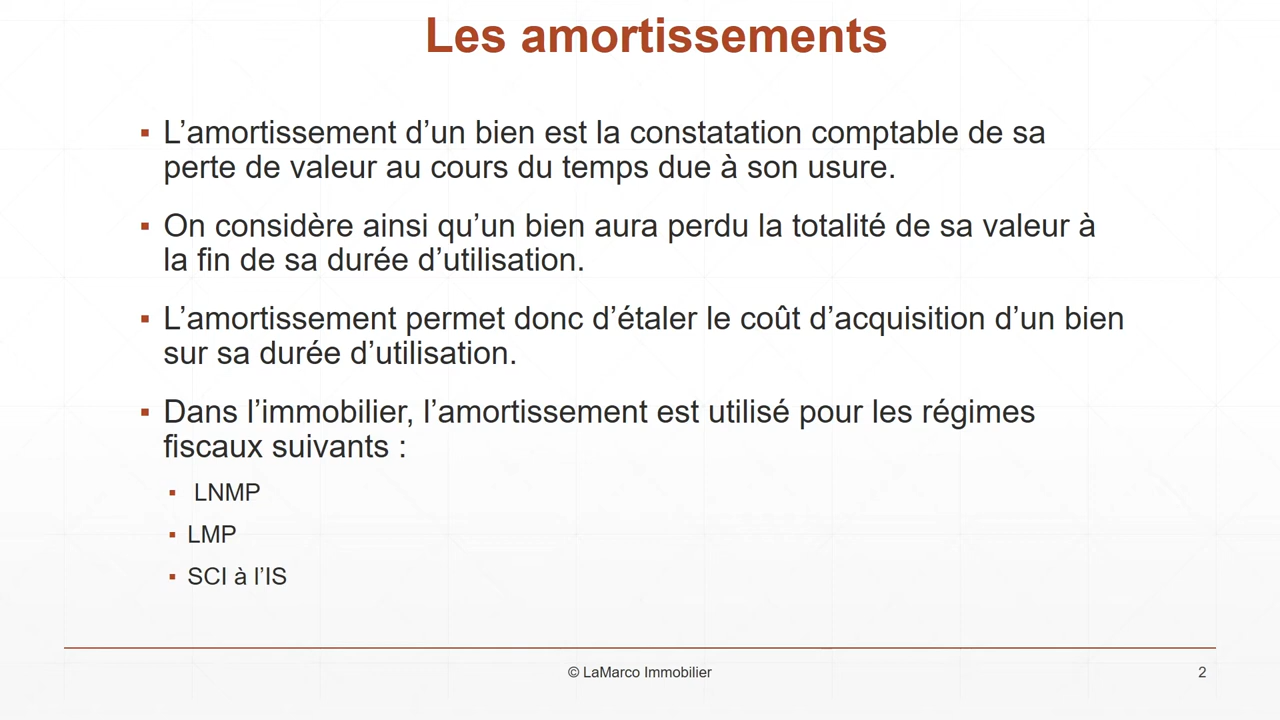 Les amortissements
▪ L’amortissement d’un bien est la constatation comptable de sa
perte de valeur au cours du temps due à son usure.
▪ On considère ainsi qu’un bien aura perdu la totalité de sa valeur à
la fin de sa durée d’utilisation.
▪ L’amortissement permet donc d’étaler le coût d’acquisition d’un bien
sur sa durée d’utilisation.
▪ Dans l’immobilier, l’amortissement est utilisé pour les régimes
fiscaux suivants :
▪ LNMP
▪ LMP
▪ SCI à l’IS
© LaMarco Immobilier
2